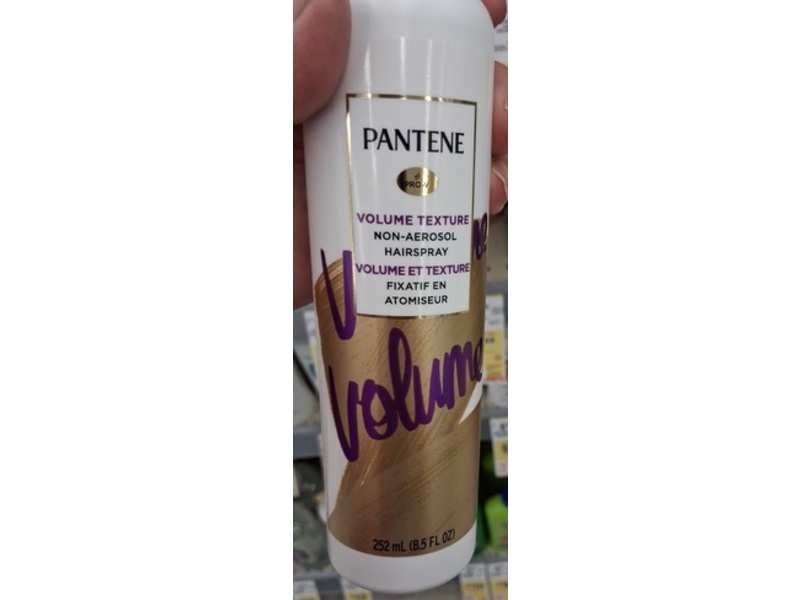 PANTENE
PRO-V
VOLUME TEXTURE
NON-AEROSOL
HAIRSPRAY
VOLUME ET TEXTURE
FIXATIF EN
ATOMISEUR
Volume
252 mL (8.5 FL OZ)